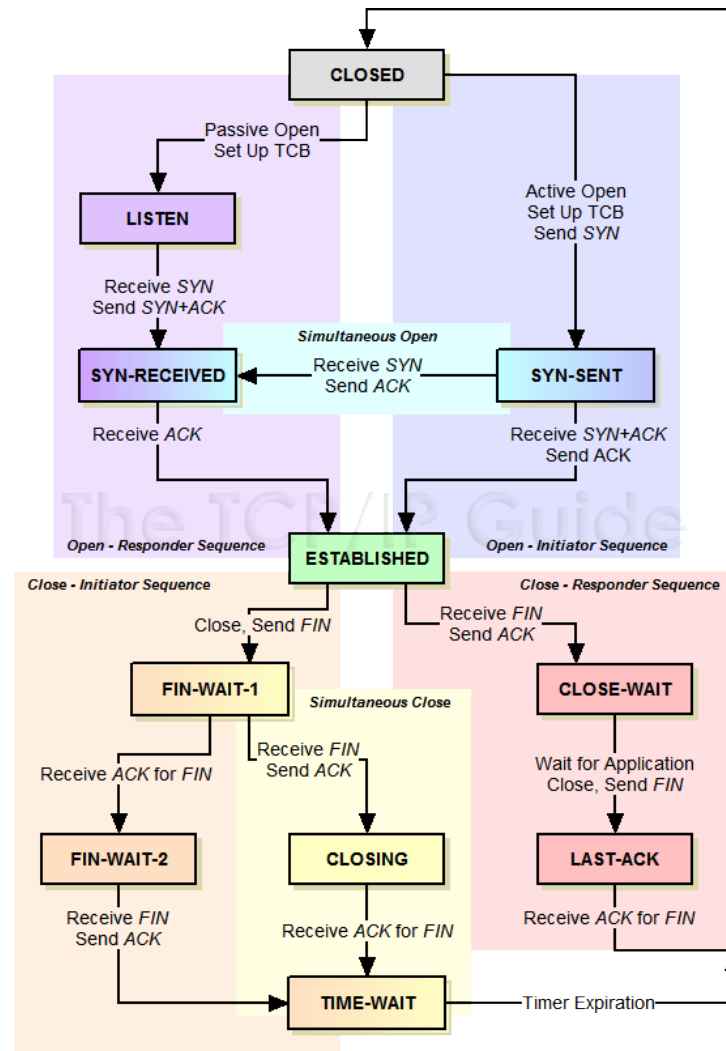 CLOSED
Passive Open
Set Up TCB
Active Open
Set Up TCB
Send SYN
LISTEN
Receive SYN
Send SYN+ACK
Simultaneous Open
SYN-RECEIVED
Receive SYN
Send ACK
SYN-SENT
Receive ACK
Receive SYN+ACK
Send ACK
The TCP/IP Guide
Open - Responder Sequence
ESTABLISHED
Open - Initiator Sequence
Close - Initiator Sequence
Close - Responder Sequence
Close, Send FIN
Receive FIN
Send ACK
FIN-WAIT-1
Simultaneous Close
CLOSE-WAIT
Receive ACK for FIN
Receive FIN
Send ACK
Wait for Application
Close, Send FIN
FIN-WAIT-2
CLOSING
LAST-ACK
Receive FIN
Send ACK
Receive ACK for FIN
Receive ACK for FIN
TIME-WAIT
Timer Expiration